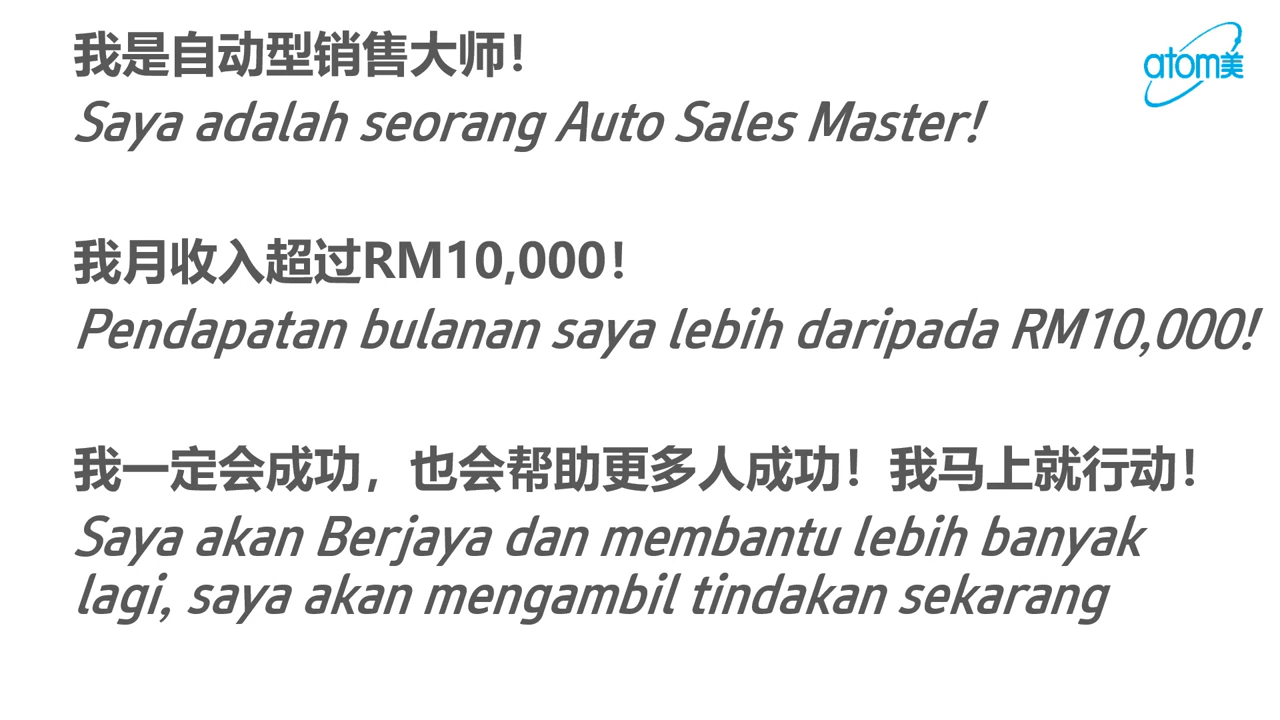 我是自动型销售大师！
atom美
Saya adalah seorang Auto Sales Master!
我月收入超过RM10,000！
Pendapatan bulanan saya lebih daripada RM10,000!
我一定会成功，也会帮助更多人成功！我马上就行动！
Saya akan Berjaya dan membantu lebih banyak
lagi, saya akan mengambil tindakan sekarang